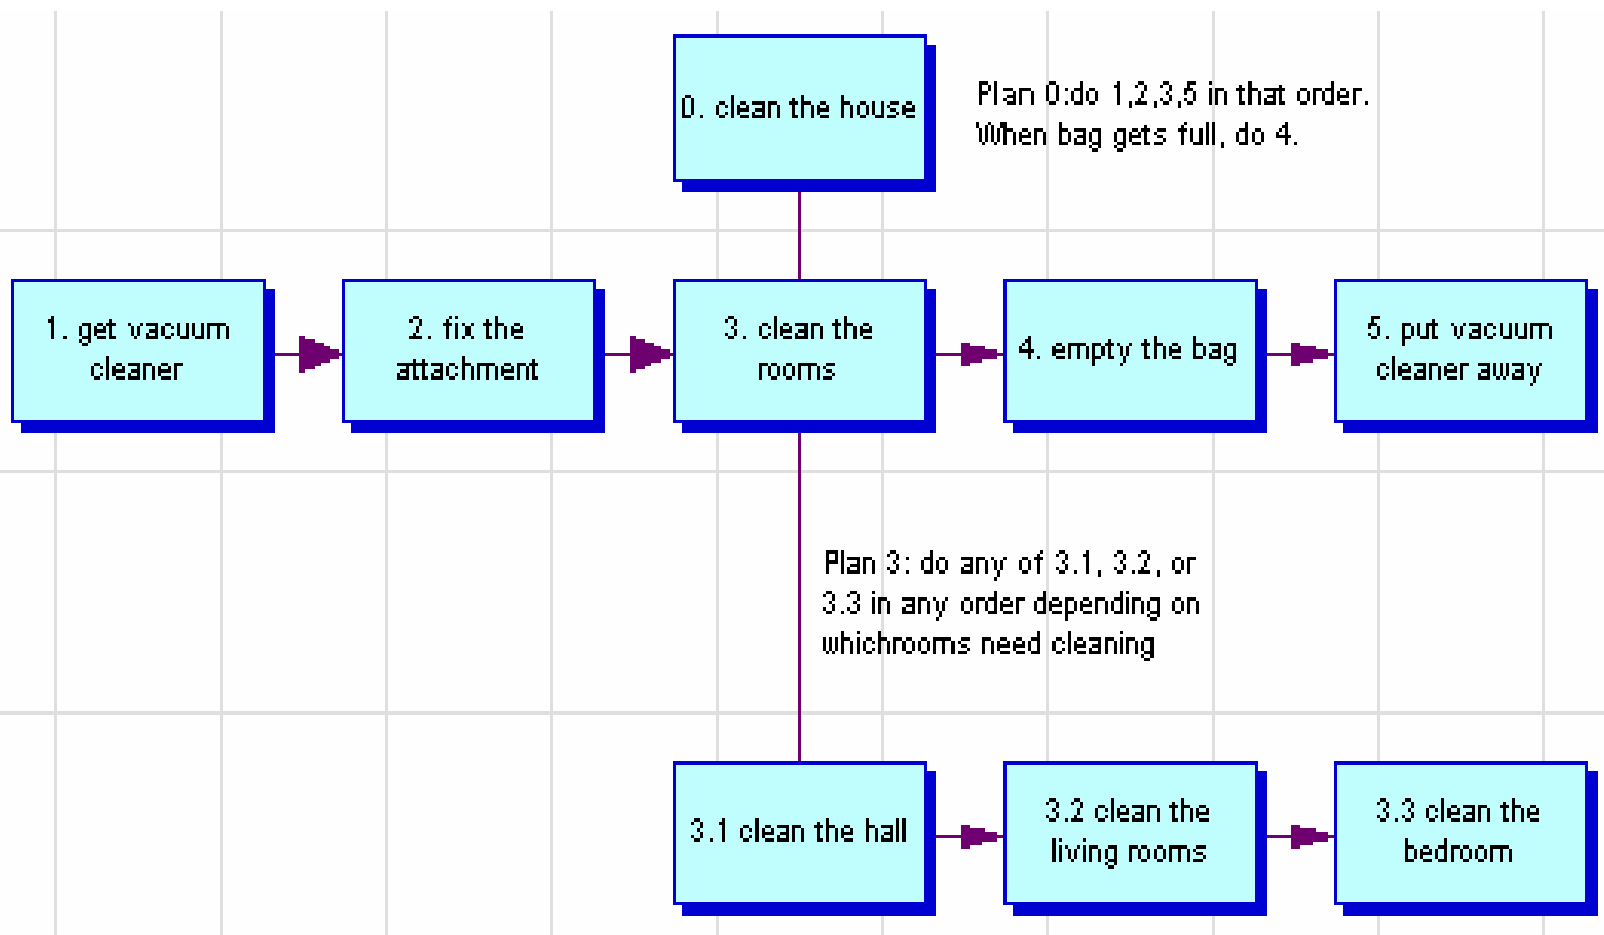 0. clean the house
Plan 0:do 1,2,3,5 in that order.
When bag gets full, do 4.
1. get vacuum
cleaner
2. fix the
attachment
3. clean the
rooms
4. empty the bag
5. put vacuum
cleaner away
Plan 3: do any of 3.1, 3.2, or
3.3 in any order depending on
whichrooms need cleaning
3.1 clean the hall
3.2 clean the
living rooms
3.3 clean the
bedroom